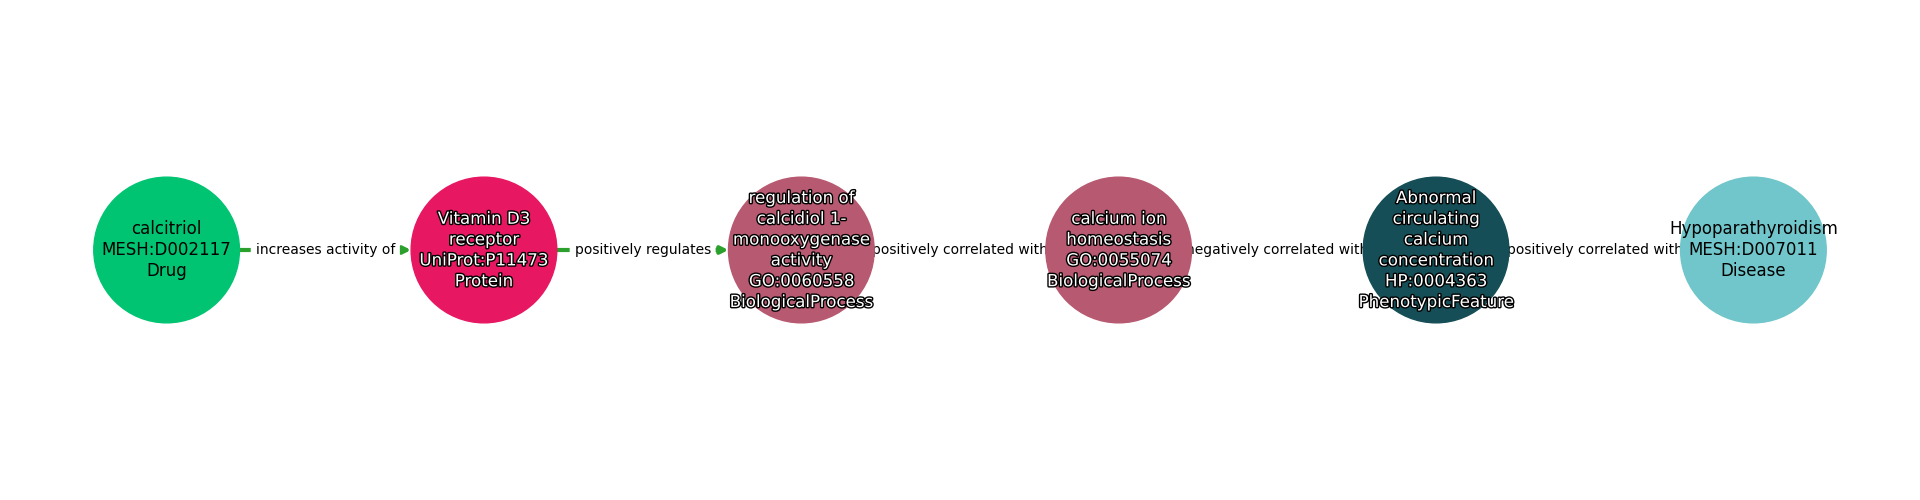 calcitriol
MESH:D002117
Drug
increases activity of
Vitamin D3
receptor
UniProt:P11473
Protein
positively regulates
regulation of
calcidiol 1-
monooxygenase
activity
GO:0060558
BiologicalProcess
positively correlated with
calcium ion
homeostasis
GO:0055074
BiologicalProcess
negatively correlated with
Abnormal
circulating
calcium
concentration
HP:0004363
PhenotypicFeature
positively correlated with
Hypoparathyroidism
MESH:D007011
Disease